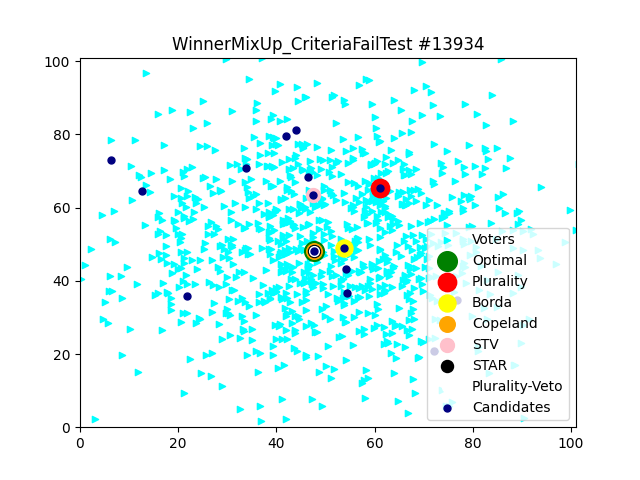 WinnerMixUp_CriteriaFailTest #13934
100
80
60
40
20
0
0
20
40
60
80
100
Voters
Optimal
Plurality
Borda
Copeland
STV
STAR
Plurality-Veto
Candidates